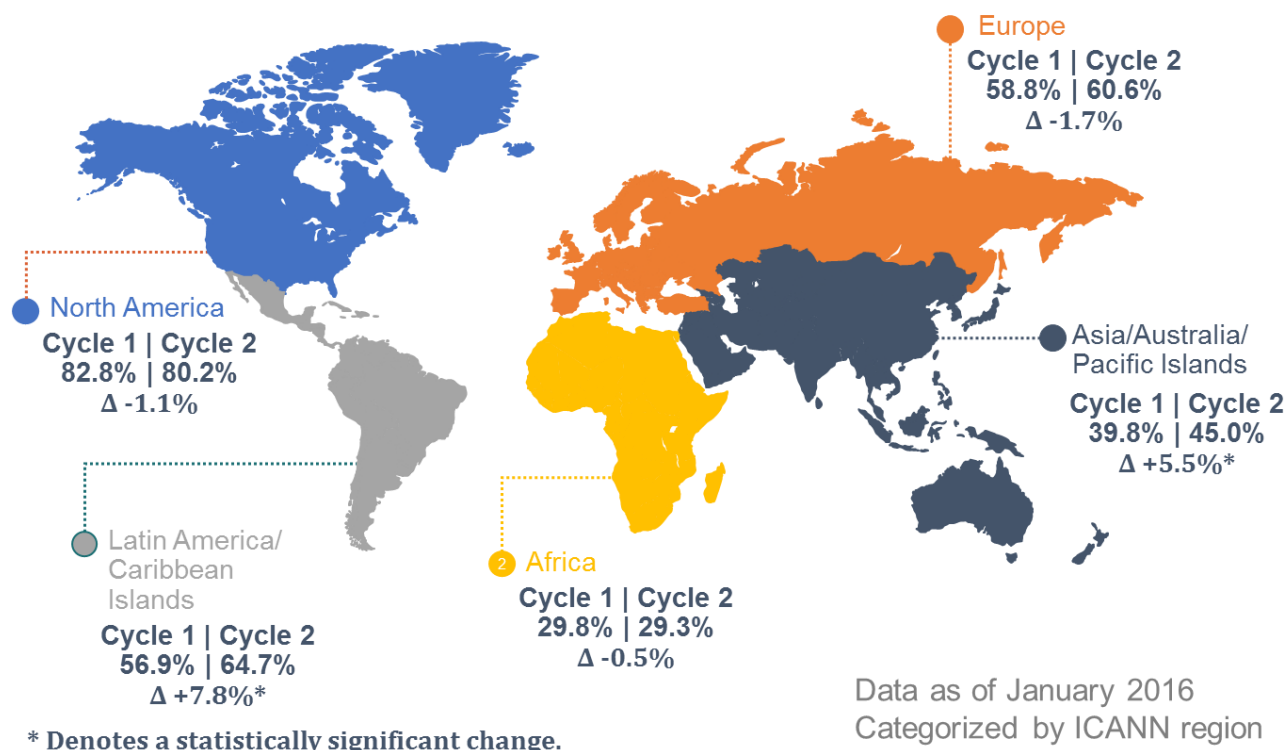 Europe
Cycle 1 | Cycle 2
58.8% | 60.6%
Δ -1.7%
North America
Cycle 1 | Cycle 2
82.8% | 80.2%
Δ -1.1%
Asia/Australia/
Pacific Islands
Cycle 1 | Cycle 2
39.8% | 45.0%
Δ +5.5%*
Latin America/
Caribbean
Islands
Cycle 1 | Cycle 2
56.9% | 64.7%
Δ +7.8%*
2 Africa
Cycle 1 | Cycle 2
29.8% | 29.3%
Δ -0.5%
Data as of January 2016
Categorized by ICANN region
* Denotes a statistically significant change.